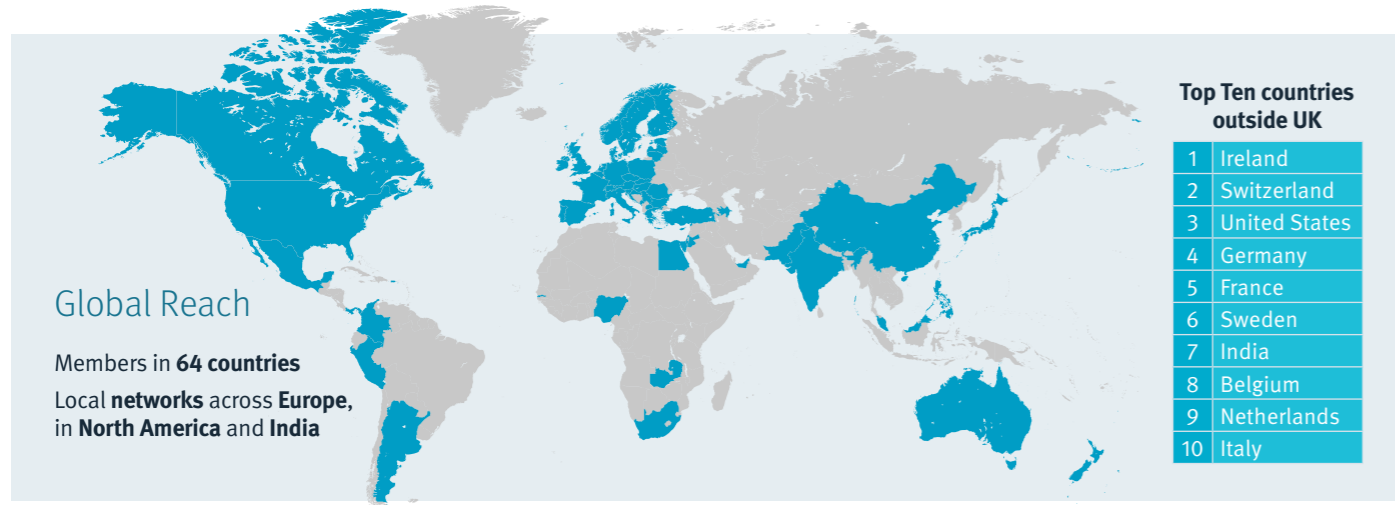 Global Reach
Members in 64 countries
Local networks across Europe,
in North America and India
Top Ten countries
outside UK
1 Ireland
2 Switzerland
3 United States
4 Germany
5 France
6 Sweden
7 India
8 Belgium
9 Netherlands
10 Italy